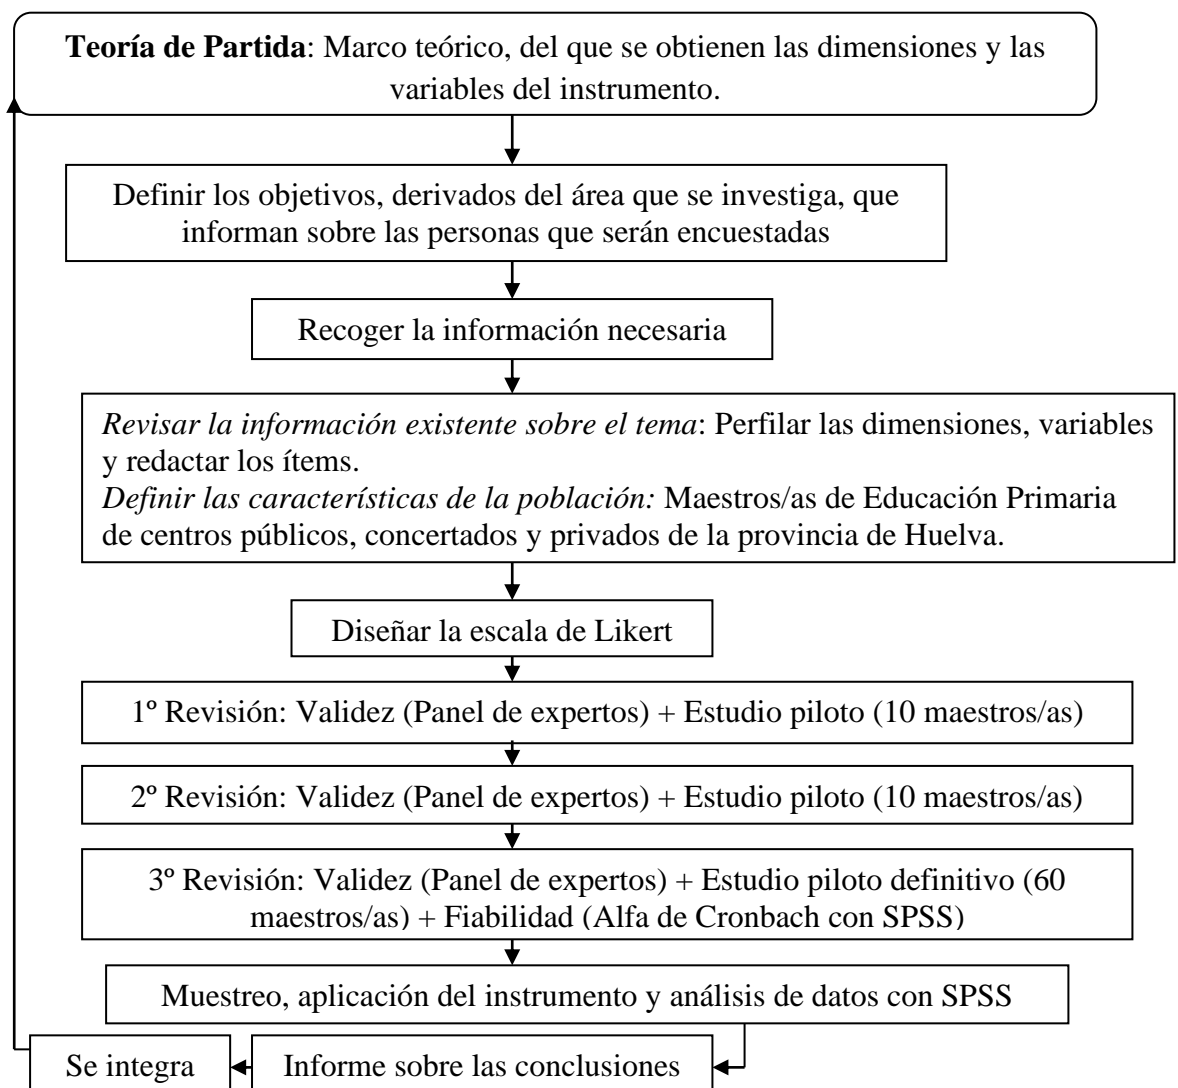 Teoría de Partida: Marco teórico, del que se obtienen las dimensiones y las
variables del instrumento.
Definir los objetivos, derivados del área que se investiga, que
informan sobre las personas que serán encuestadas
Recoger la información necesaria
Revisar la información existente sobre el tema: Perfilar las dimensiones, variables
y redactar los ítems.
Definir las características de la población: Maestros/as de Educación Primaria
de centros públicos, concertados y privados de la provincia de Huelva.
Diseñar la escala de Likert
1º Revisión: Validez (Panel de expertos) + Estudio piloto (10 maestros/as)
2º Revisión: Validez (Panel de expertos) + Estudio piloto (10 maestros/as)
3º Revisión: Validez (Panel de expertos) + Estudio piloto definitivo (60
maestros/as) + Fiabilidad (Alfa de Cronbach con SPSS)
Muestreo, aplicación del instrumento y análisis de datos con SPSS
Se integra
Informe sobre las conclusiones